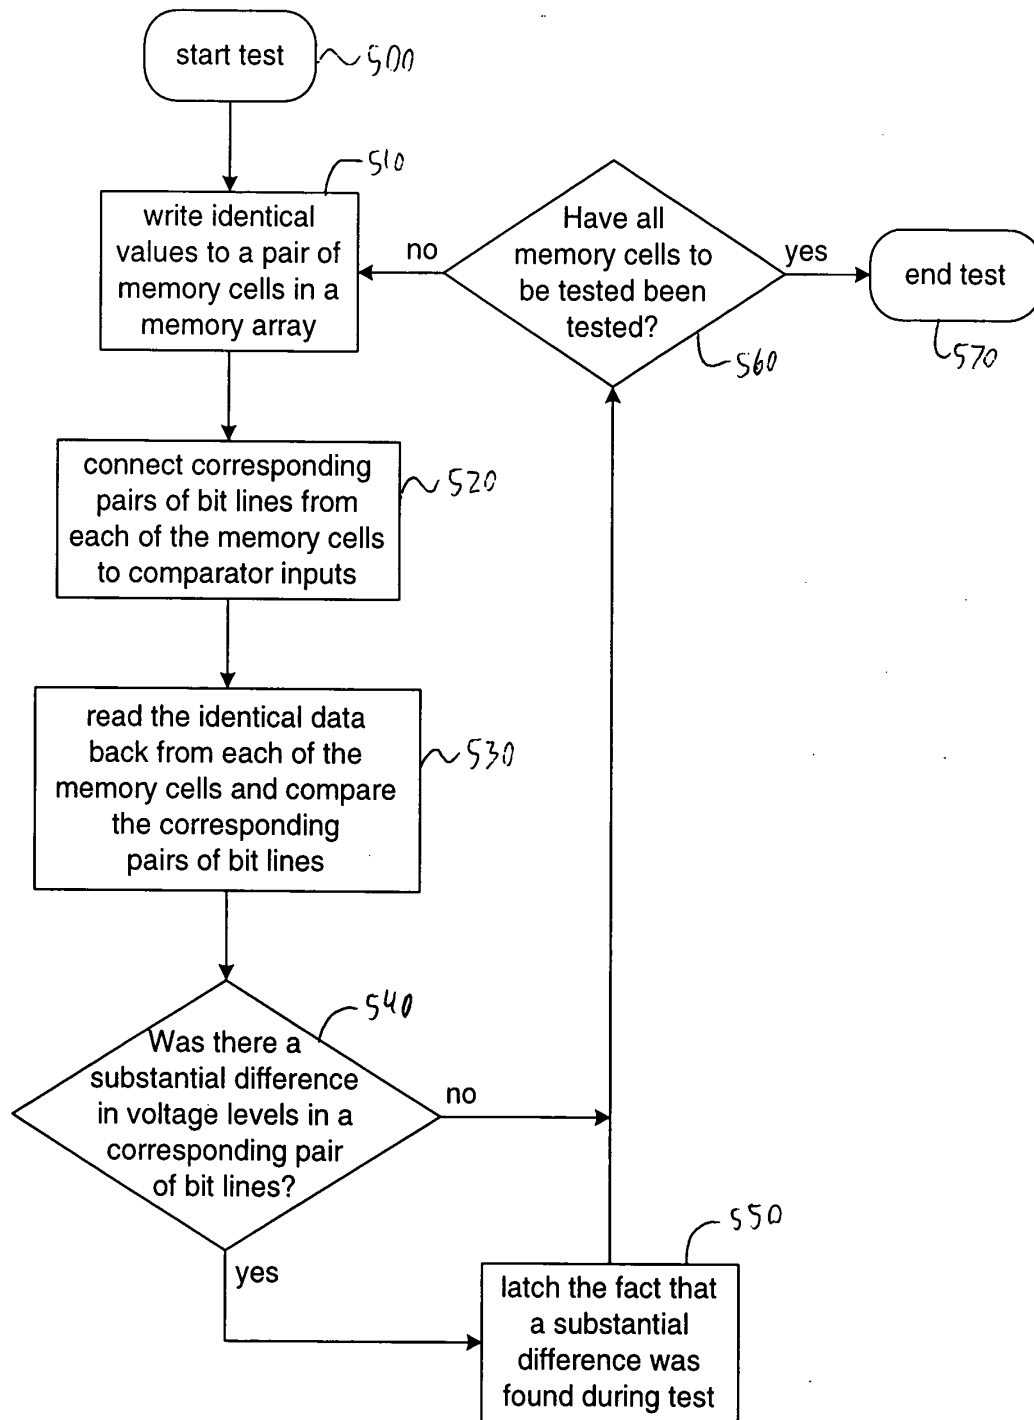 start test
500
510
write identical
values to a pair of
memory cells in a
memory array
no
Have all
memory cells to
be tested been
tested?
yes
end test
560
570
connect corresponding
pairs of bit lines from
each of the memory cells
to comparator inputs
520
read the identical data
back from each of the
memory cells and compare
the corresponding
pairs of bit lines
530
540
Was there a
substantial difference
in voltage levels in a
corresponding pair
of bit lines?
no
yes
550
latch the fact that
a substantial
difference was
found during test